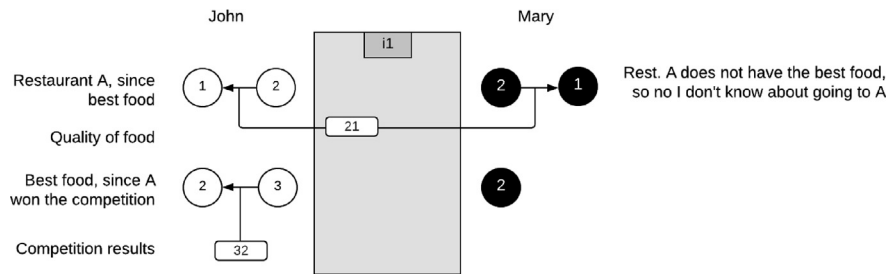 John
Mary
i1
Restaurant A, since
best food
1
2
2
1
Rest. A does not have the best food,
so no I don't know about going to A
21
Quality of food
Best food, since A
won the competition
2
3
2
Competition results
32